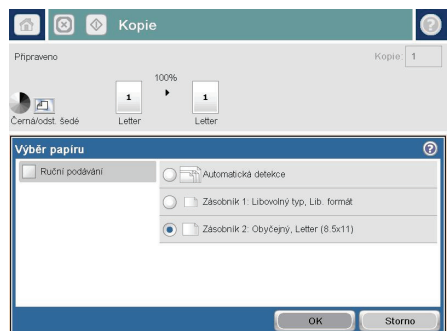 Kopie
Připraveno
Kopie: 1
100%
1
1
Černá/odst. šedé
Letter
Letter
Výběr papíru
Ruční podávání
Automatická detekce
Zásobník 1: Libovolný typ, Lib. formát
Zásobník 2: Obyčejný, Letter (8.5x11)
OK
Storno